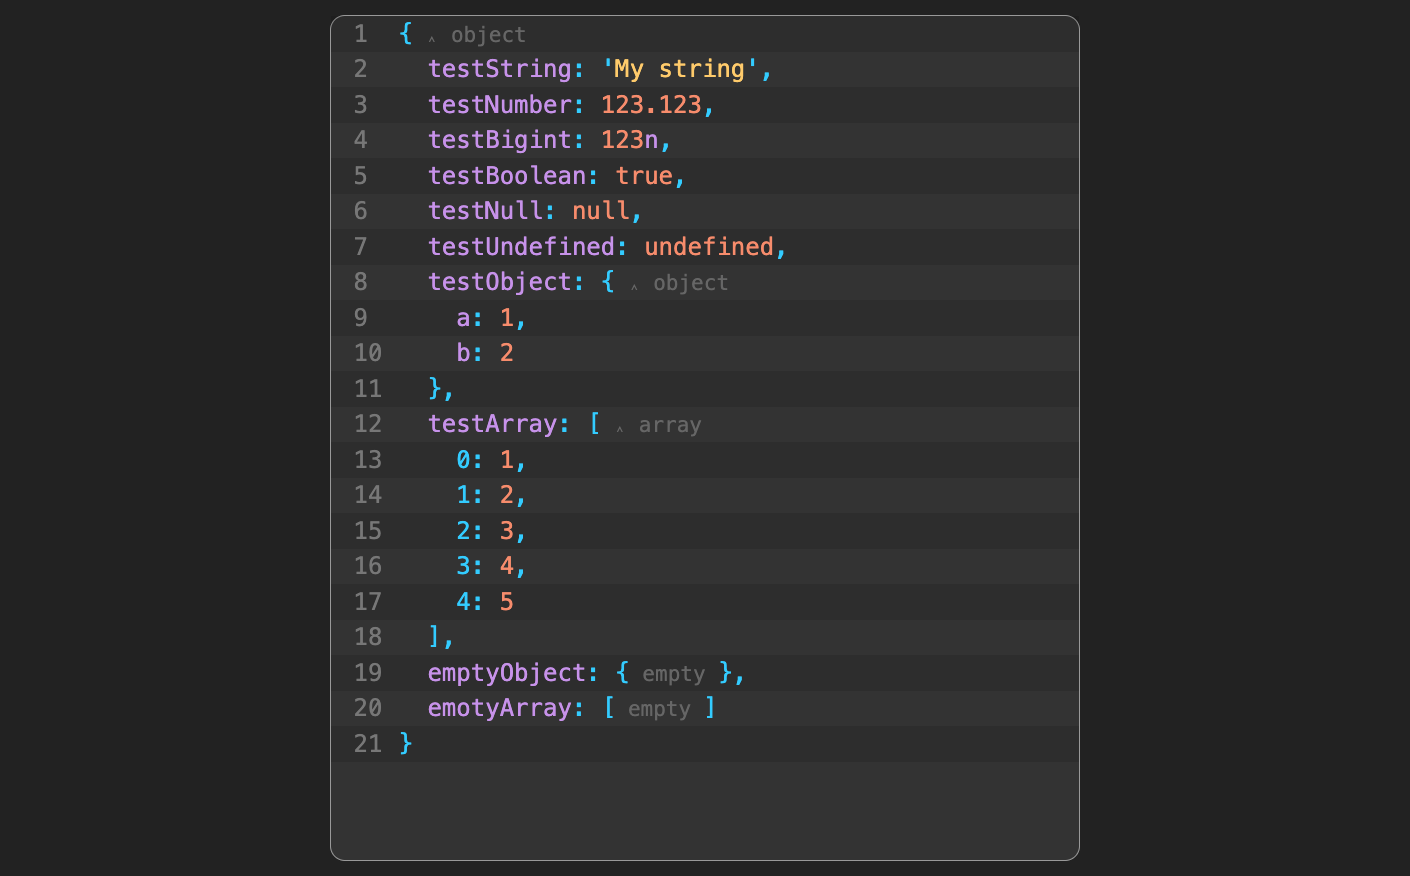 1 { ^ object
2 testString: 'My string',
3 testNumber: 123.123,
4 testBigint: 123n,
5 testBoolean: true,
6 testNull: null,
7 testUndefined: undefined,
8 testObject: { ^ object
9 a: 1,
10 b: 2
11 },
12 testArray: [ ^ array
13 0: 1,
14 1: 2,
15 2: 3,
16 3: 4,
17 4: 5
18 ],
19 emptyObject: { empty },
20 emotyArray: [ empty ]
21 }